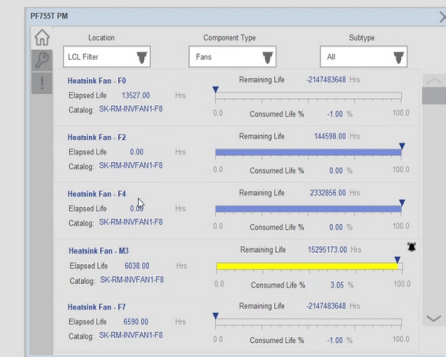 PF755T PM
Location Component Type Subtype
LCL Filter Fans All
Heatsink Fan - F0 Remaining Life -2147483648 Hrs
Elapsed Life 13527.00 Hrs
Catalog: SK-RM-INVFAN1-F8 0.0 Consumed Life % -1.00 % 100.0
Heatsink Fan - F2 Remaining Life 144598.00 Hrs
Elapsed Life 0.00 Hrs
Catalog: SK-RM-INVFAN1-F8 0.0 Consumed Life % 0.00 % 100.0
Heatsink Fan - F4 Remaining Life 2332856.00 Hrs
Elapsed Life 0.00 Hrs
Catalog: SK-RM-INVFAN1-F8 0.0 Consumed Life % 0.00 % 100.0
Heatsink Fan - M3 Remaining Life 15295173.00 Hrs
Elapsed Life 6038.00 Hrs
Catalog: SK-RM-INVFAN1-F8 0.0 Consumed Life % 3.05 % 100.0
Heatsink Fan - F7 Remaining Life -2147483648 Hrs
Elapsed Life 6590.00 Hrs
Catalog: SK-RM-INVFAN1-F8 0.0 Consumed Life % -1.00 % 100.0